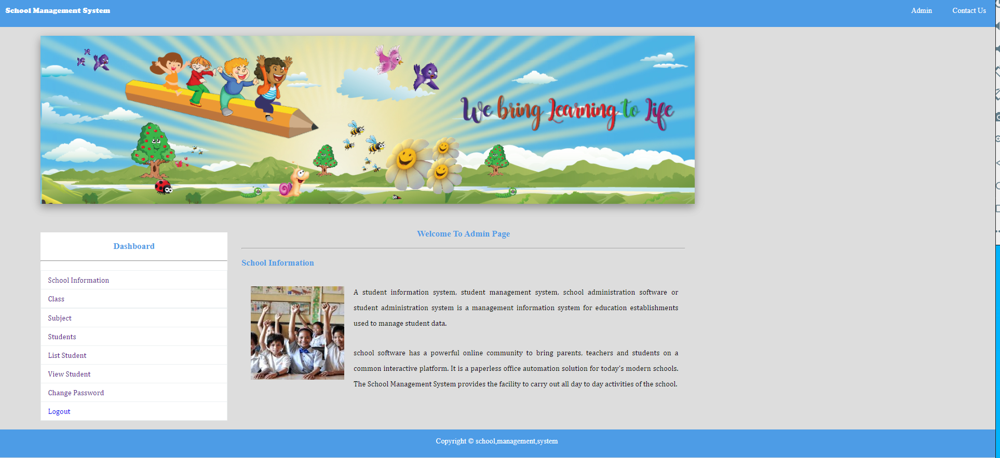 School Management System
Admin
Contact Us
We bring Learning to Life
Dashboard
School Information
Class
Subject
Students
List Student
View Student
Change Password
Logout
Welcome To Admin Page
School Information
A student information system, student management system, school administration software or
student administration system is a management information system for education establishments
used to manage student data.
school software has a powerful online community to bring parents, teachers and students on a
common interactive platform. It is a paperless office automation solution for today's modern schools.
The School Management System provides the facility to carry out all day to day activities of the school.
Copyright © school,management,system